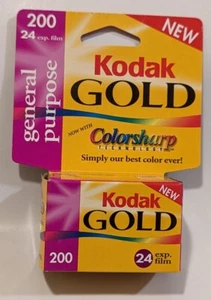 200
24 exp. film
NEW
general
purpose
Kodak
GOLD
NOW WITH
Colorsharp
TECHNOLOGY
Simply our best color ever!
Kodak
NEW
GOLD
200
24 exp. film